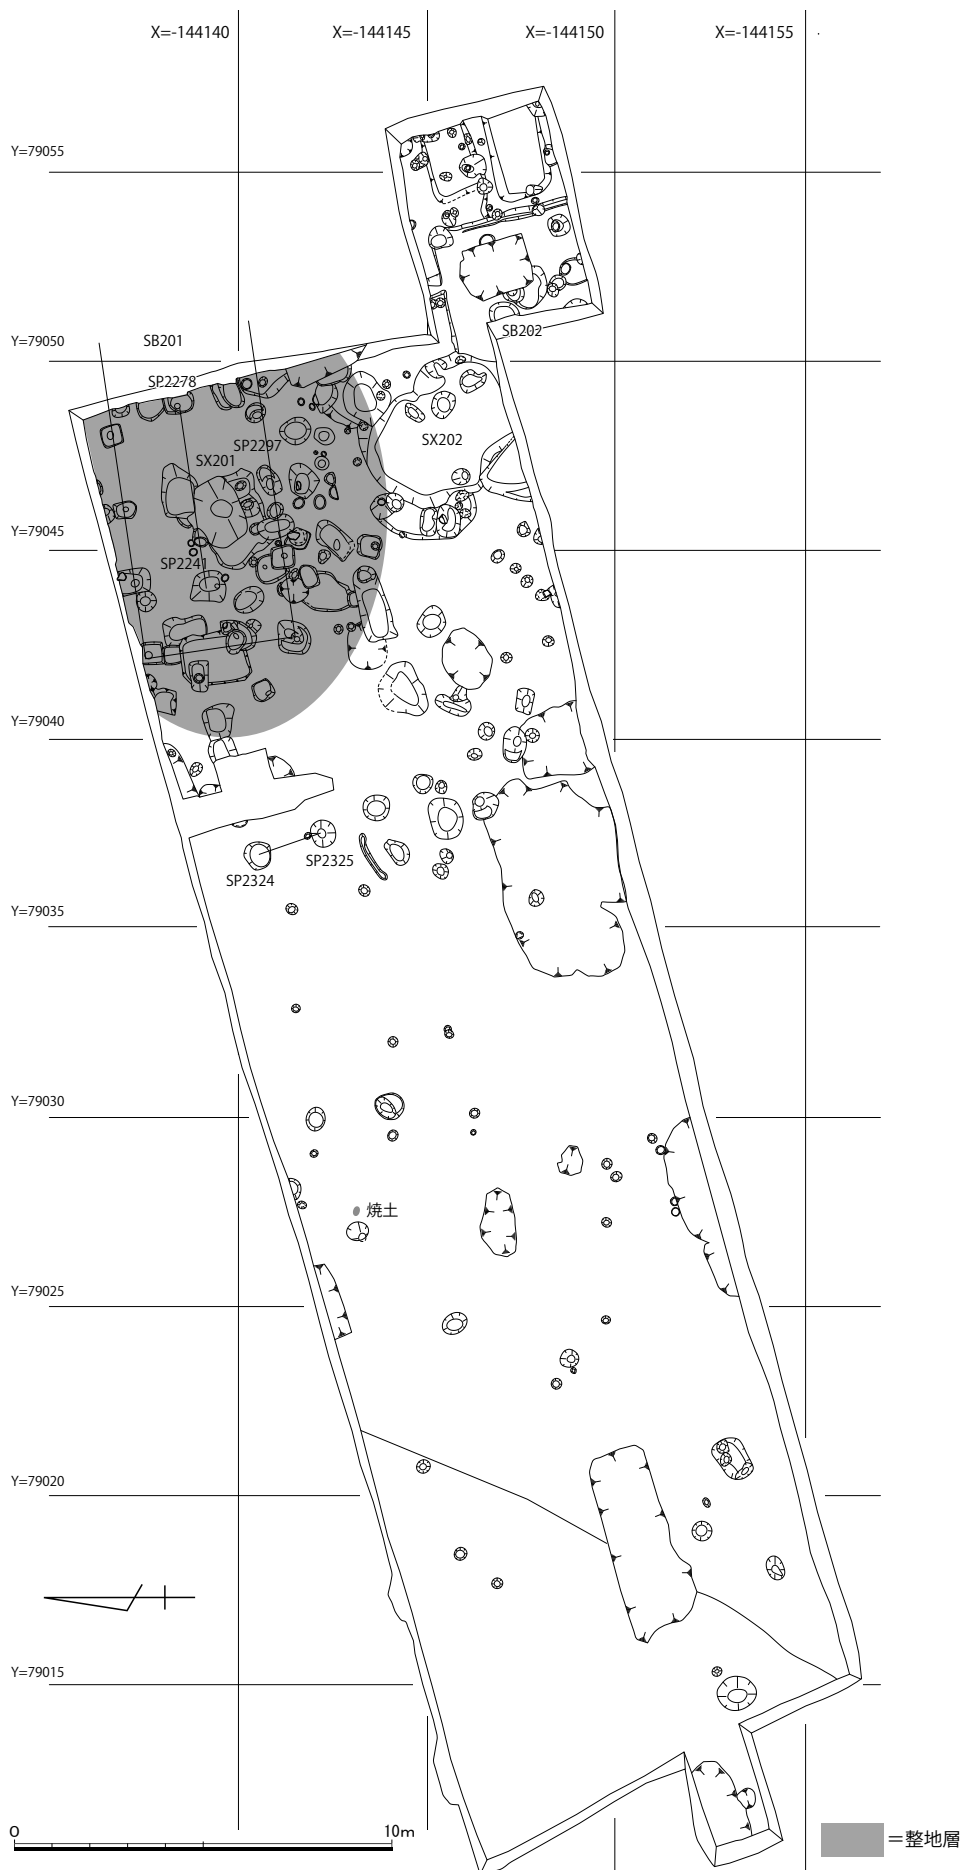 X=-144140 X=-144145 X=-144150 X=-144155
Y=79055
Y=79050
SB201
SB202
SP2278
SP2297
SX202
SX201
Y=79045
SP2241
Y=79040
SP2325
SP2324
Y=79035
Y=79030
焼土
Y=79025
Y=79020
Y=79015
0 10m
=整地層